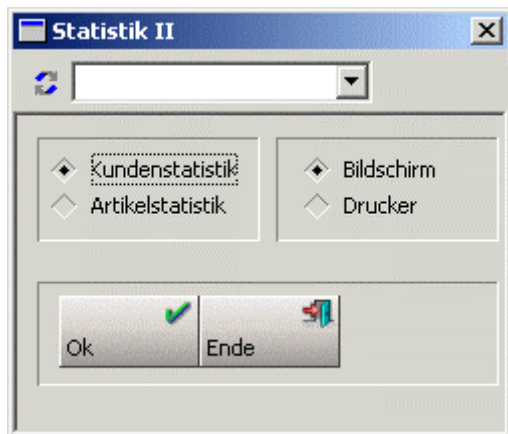 Statistik II
Kundenstatistik
Artikelstatistik
Bildschirm
Drucker
Ok
Ende